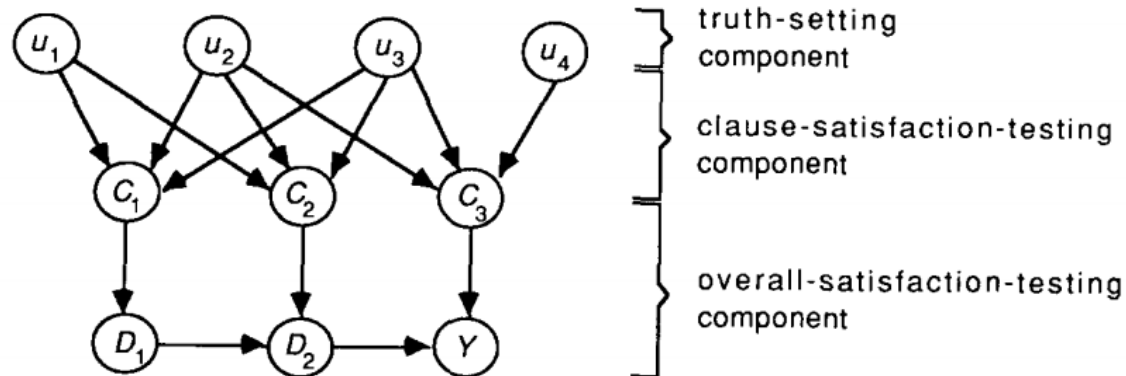 u1 u2 u3 u4
truth-setting
component
clause-satisfaction-testing
component
C1 C2 C3
overall-satisfaction-testing
component
D1 D2 Y